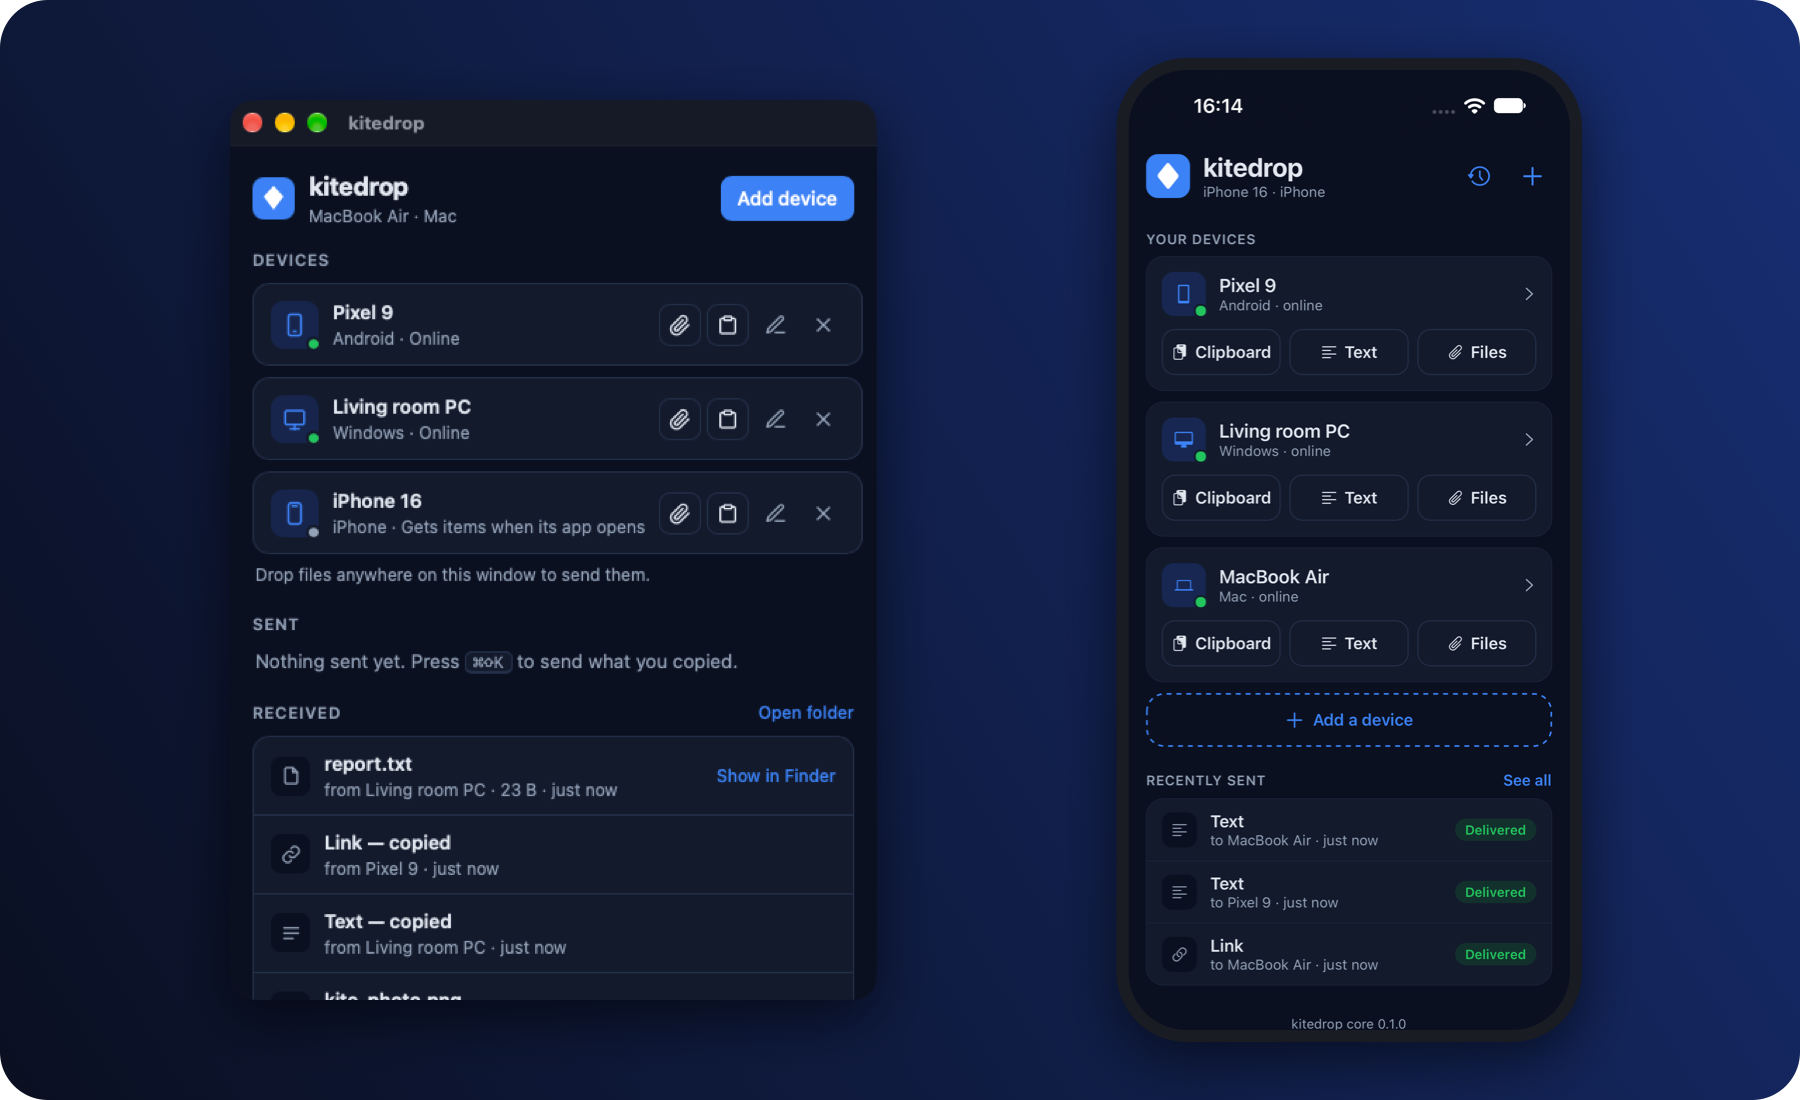 kitedrop
kitedrop
MacBook Air · Mac
Add device
DEVICES
Pixel 9
Android · Online
Living room PC
Windows · Online
iPhone 16
iPhone · Gets items when its app opens
Drop files anywhere on this window to send them.
SENT
Nothing sent yet. Press ⌘⇧K to send what you copied.
RECEIVED
Open folder
report.txt
from Living room PC · 23 B · just now
Show in Finder
Link — copied
from Pixel 9 · just now
Text — copied
from Living room PC · just now
16:14
kitedrop
iPhone 16 · iPhone
YOUR DEVICES
Pixel 9
Android · online
Clipboard
Text
Files
Living room PC
Windows · online
Clipboard
Text
Files
MacBook Air
Mac · online
Clipboard
Text
Files
Add a device
RECENTLY SENT
See all
Text
to MacBook Air · just now
Delivered
Text
to Pixel 9 · just now
Delivered
Link
to MacBook Air · just now
Delivered
kitedrop core 0.1.0